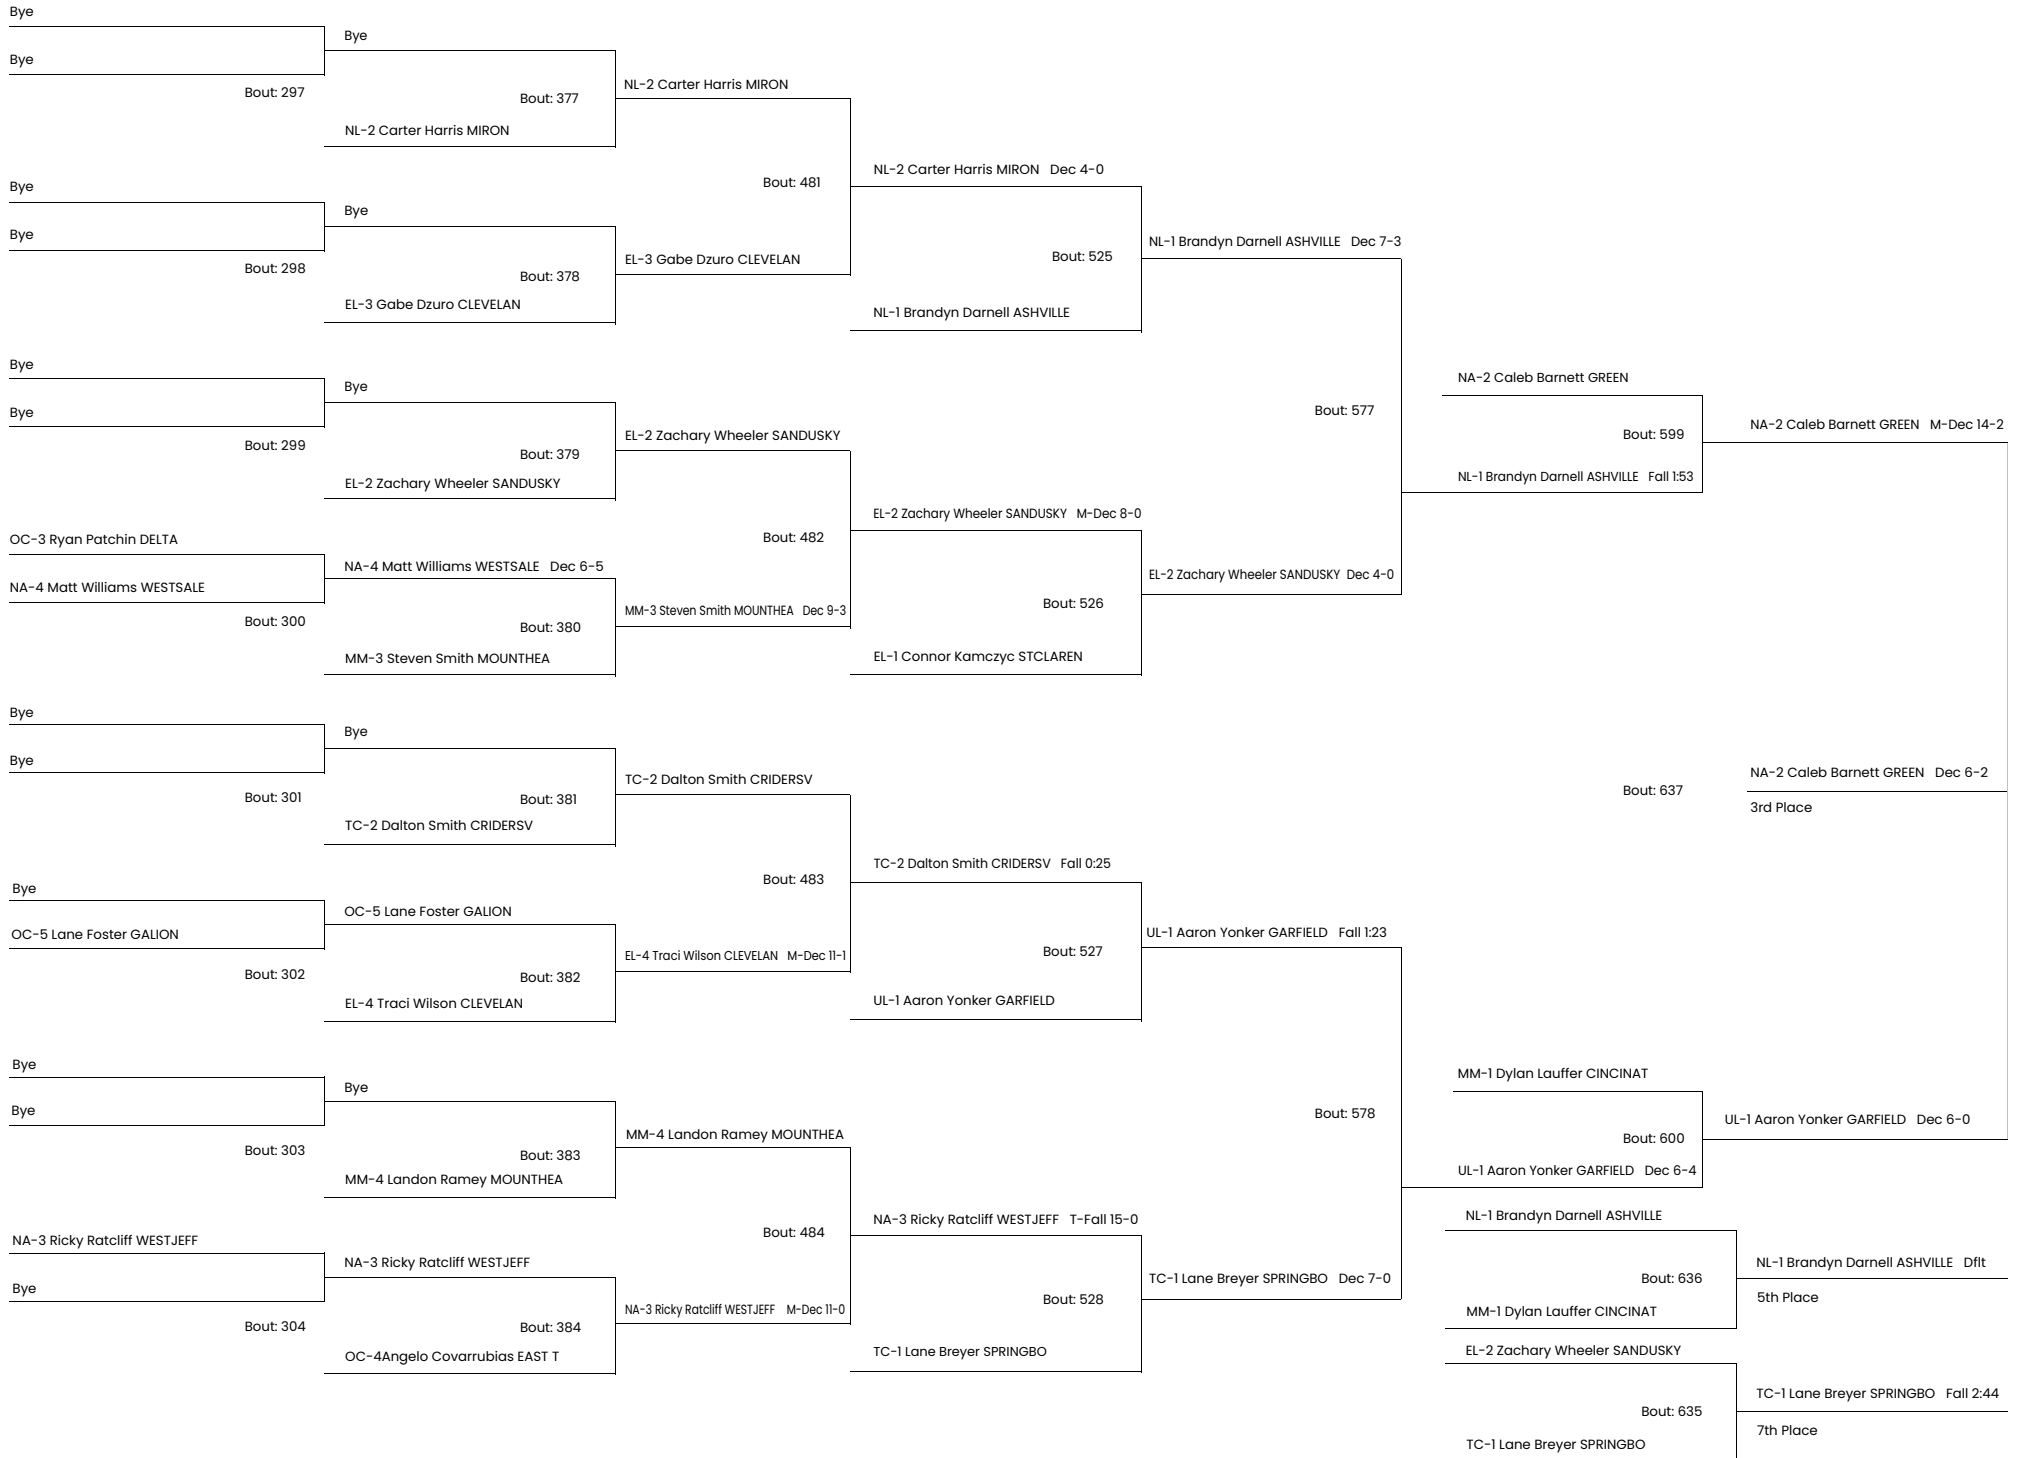 Bye
Bye
Bout: 297
Bye
Bout: 377
NL-2 Carter Harris MIRON
NL-2 Carter Harris MIRON
Bye
Bye
Bout: 298
Bye
Bout: 378
EL-3 Gabe Dzuro CLEVELAN
EL-3 Gabe Dzuro CLEVELAN
Bout: 481
NL-2 Carter Harris MIRON Dec 4-0
Bout: 525
NL-1 Brandyn Darnell ASHVILLE
NL-1 Brandyn Darnell ASHVILLE Dec 7-3
Bye
Bye
Bout: 299
Bye
Bout: 379
EL-2 Zachary Wheeler SANDUSKY
EL-2 Zachary Wheeler SANDUSKY
OC-3 Ryan Patchin DELTA
NA-4 Matt Williams WESTSALE
Bout: 300
NA-4 Matt Williams WESTSALE Dec 6-5
Bout: 380
MM-3 Steven Smith MOUNTHEA
MM-3 Steven Smith MOUNTHEA Dec 9-3
Bout: 482
EL-2 Zachary Wheeler SANDUSKY M-Dec 8-0
Bout: 526
EL-1 Connor Kamczyc STCLAREN
EL-2 Zachary Wheeler SANDUSKY Dec 4-0
Bout: 577
NA-2 Caleb Barnett GREEN
Bout: 599
NL-1 Brandyn Darnell ASHVILLE Fall 1:53
NA-2 Caleb Barnett GREEN M-Dec 14-2
Bye
Bye
Bout: 301
Bye
Bout: 381
TC-2 Dalton Smith CRIDERSV
TC-2 Dalton Smith CRIDERSV
Bye
OC-5 Lane Foster GALION
Bout: 302
OC-5 Lane Foster GALION
Bout: 382
EL-4 Traci Wilson CLEVELAN
EL-4 Traci Wilson CLEVELAN M-Dec 11-1
Bout: 483
TC-2 Dalton Smith CRIDERSV Fall 0:25
Bout: 527
UL-1 Aaron Yonker GARFIELD
UL-1 Aaron Yonker GARFIELD Fall 1:23
Bout: 637
NA-2 Caleb Barnett GREEN Dec 6-2
3rd Place
Bye
Bye
Bout: 303
Bye
Bout: 383
MM-4 Landon Ramey MOUNTHEA
MM-4 Landon Ramey MOUNTHEA
NA-3 Ricky Ratcliff WESTJEFF
Bye
Bout: 304
NA-3 Ricky Ratcliff WESTJEFF
Bout: 384
OC-4Angelo Covarrubias EAST T
NA-3 Ricky Ratcliff WESTJEFF M-Dec 11-0
Bout: 484
NA-3 Ricky Ratcliff WESTJEFF T-Fall 15-0
Bout: 528
TC-1 Lane Breyer SPRINGBO
TC-1 Lane Breyer SPRINGBO Dec 7-0
Bout: 578
MM-1 Dylan Lauffer CINCINAT
Bout: 600
UL-1 Aaron Yonker GARFIELD Dec 6-4
UL-1 Aaron Yonker GARFIELD Dec 6-0
NL-1 Brandyn Darnell ASHVILLE
Bout: 636
MM-1 Dylan Lauffer CINCINAT
NL-1 Brandyn Darnell ASHVILLE Dflt
5th Place
EL-2 Zachary Wheeler SANDUSKY
Bout: 635
TC-1 Lane Breyer SPRINGBO
TC-1 Lane Breyer SPRINGBO Fall 2:44
7th Place